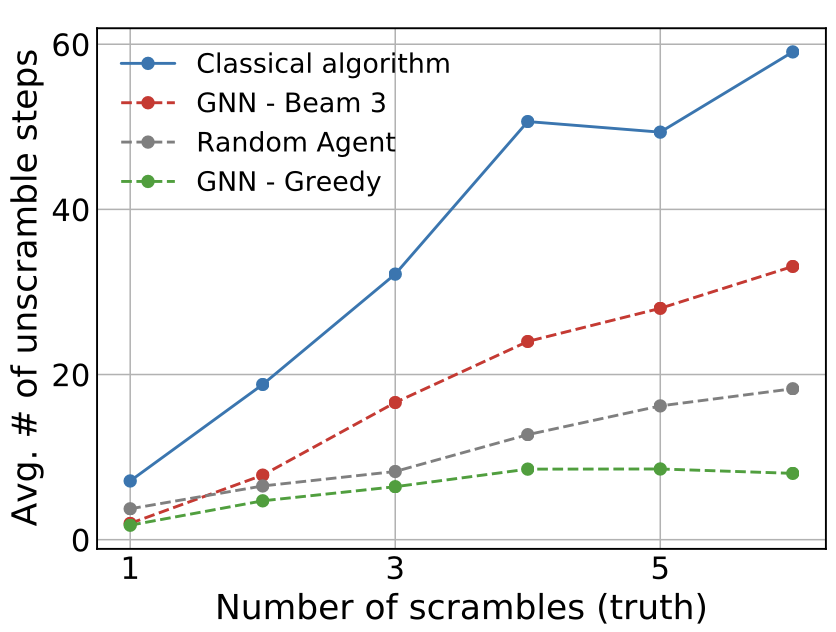 Avg. # of unscramble steps
60
40
20
0
Classical algorithm
GNN - Beam 3
Random Agent
GNN - Greedy
1
3
5
Number of scrambles (truth)